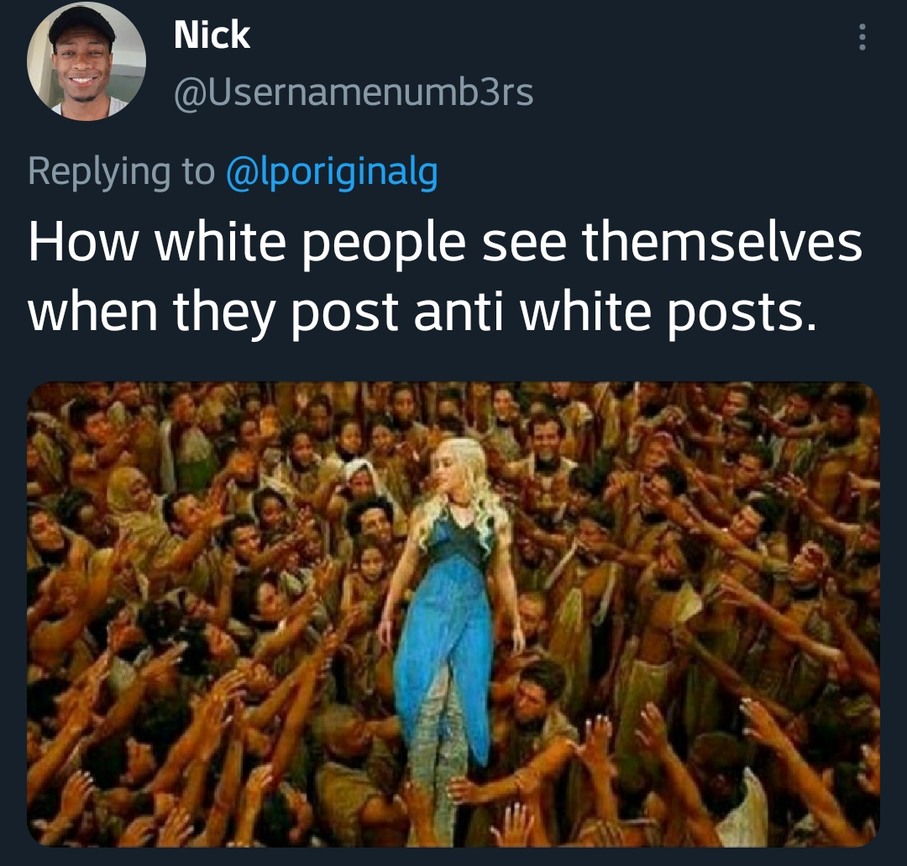 Nick
@Usernamenumb3rs
Replying to @lporiginalg
How white people see themselves
when they post anti white posts.